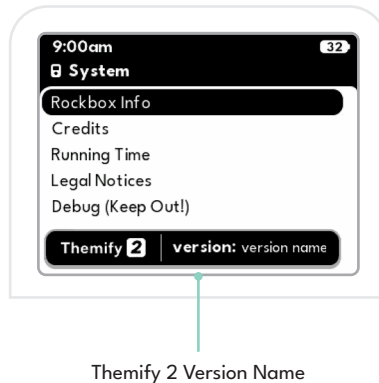 9:00am 32
System
Rockbox Info
Credits
Running Time
Legal Notices
Debug (Keep Out!)
Themify 2 version: version name
Themify 2 Version Name